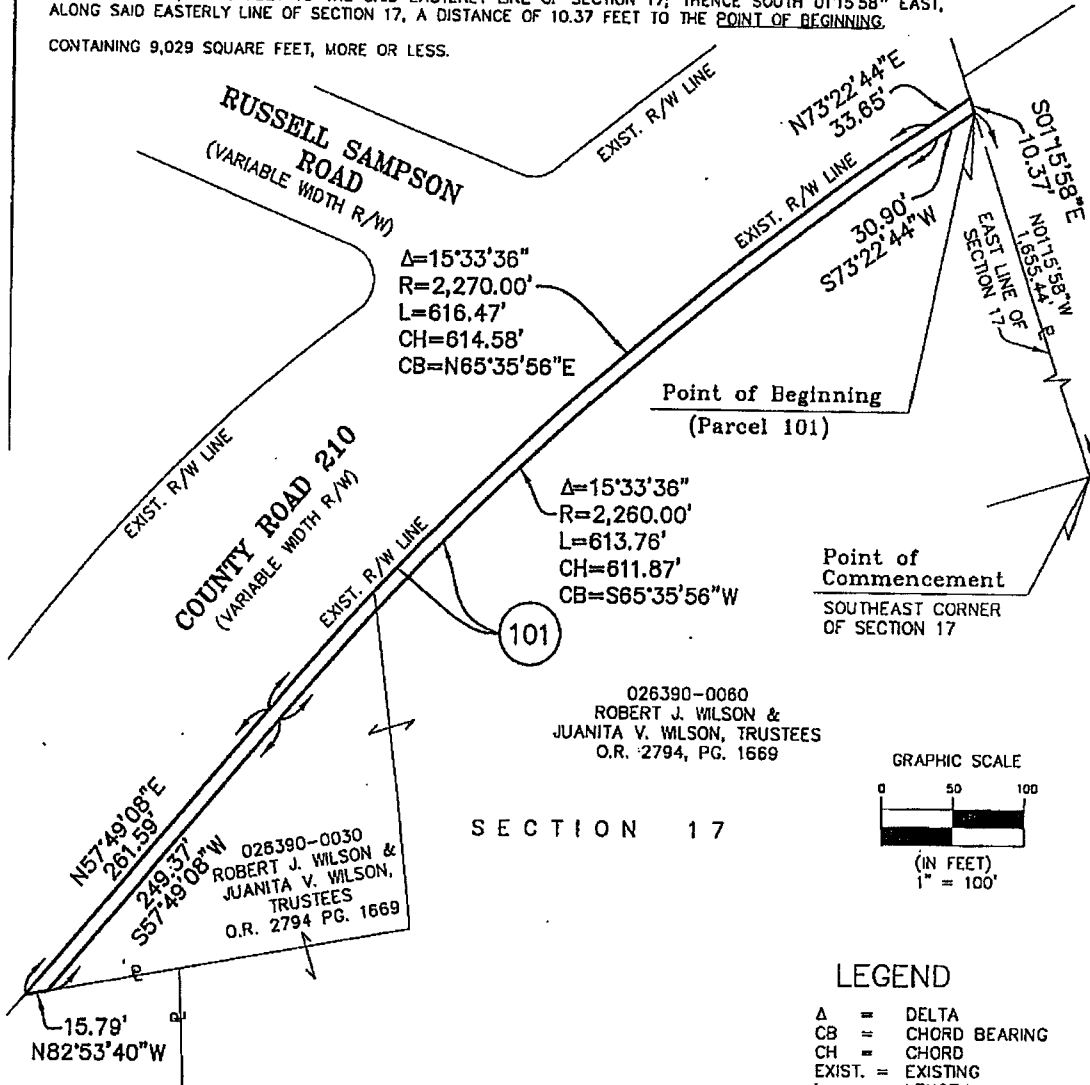 ALONG SAID EASTERLY LINE OF SECTION 17, A DISTANCE OF 10.37 FEET TO THE POINT OF BEGINNING.
CONTAINING 9,029 SQUARE FEET, MORE OR LESS.
RUSSELL SAMPSON
ROAD
(VARIABLE WIDTH R/W)
EXIST. R/W LINE
N73°22'44"E
33.65'
S01°15'58"E
10.37'
EXIST. R/W LINE
30.90'
S73°22'44"W
N01°15'58"W
1,655.44'
EAST LINE OF
SECTION 17
Δ=15°33'36"
R=2,270.00'
L=616.47'
CH=614.58'
CB=N65°35'56"E
Point of Beginning
(Parcel 101)
EXIST. R/W LINE
COUNTY ROAD 210
(VARIABLE WIDTH R/W)
EXIST. R/W LINE
Δ=15°33'36"
R=2,260.00'
L=613.76'
CH=611.87'
CB=S65°35'56"W
Point of
Commencement
SOUTHEAST CORNER
OF SECTION 17
101
026390-0060
ROBERT J. WILSON &
JUANITA V. WILSON, TRUSTEES
O.R. 2794, PG. 1669
GRAPHIC SCALE
0 50 100
(IN FEET)
1" = 100'
SECTION 17
N57°49'08"E
261.59'
249.37'
S57°49'08"W
026390-0030
ROBERT J. WILSON &
JUANITA V. WILSON,
TRUSTEES
O.R. 2794 PG. 1669
15.79'
N82°53'40"W
LEGEND
Δ = DELTA
CB = CHORD BEARING
CH = CHORD
EXIST. = EXISTING